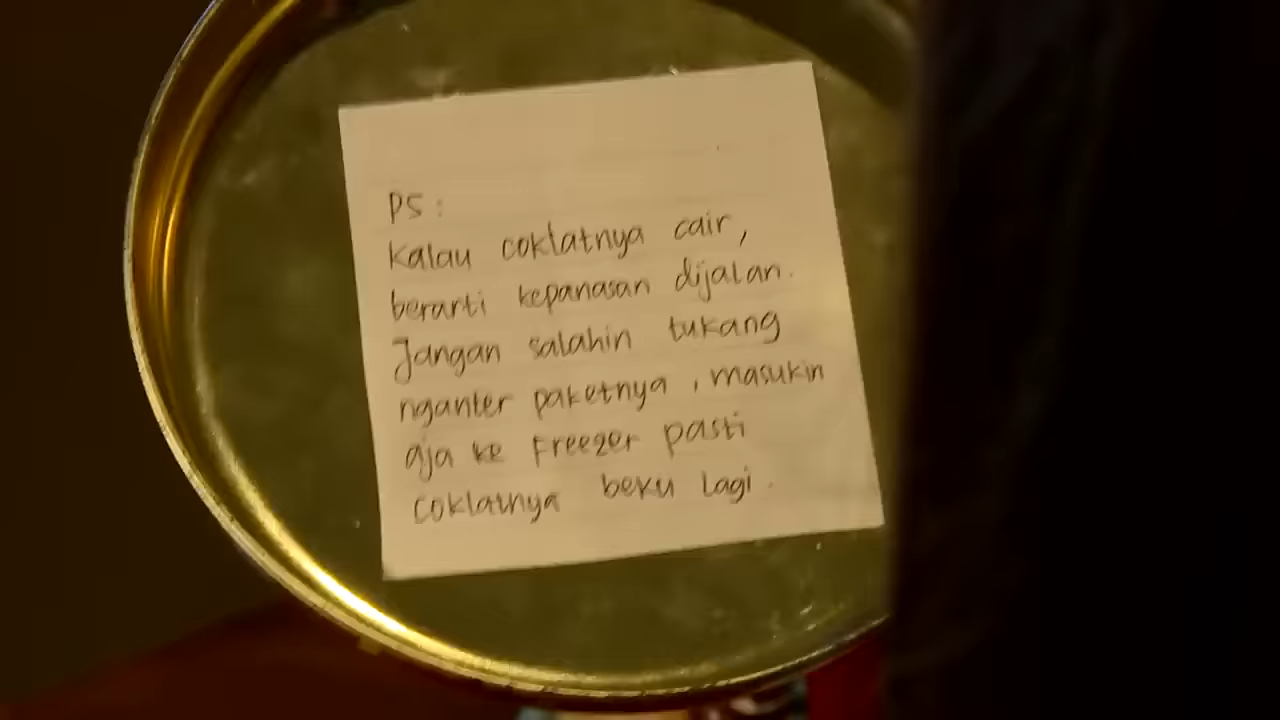 PS :
Kalau coklatnya cair,
berarti kepanasan dijalan.
Jangan salahin tukang
nganter paketnya , masukin
aja ke Freezer pasti
coklatnya beku lagi.